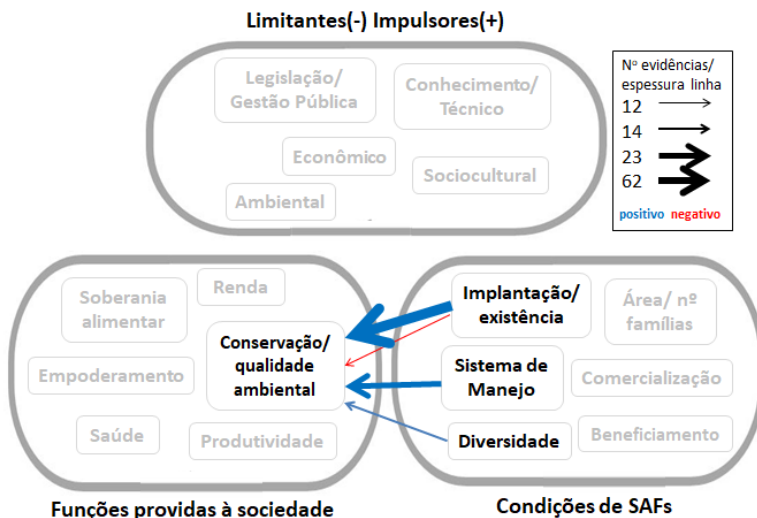 Limitantes(-) Impulsores(+)
Legislação/
Gestão Pública
Conhecimento/
Técnico
Econômico
Sociocultural
Ambiental
Nº evidências/
espessura linha
12
14
23
62
positivo negativo
Soberania
alimentar
Renda
Conservação/
qualidade
ambiental
Empoderamento
Saúde
Produtividade
Implantação/
existência
Área/ nº
famílias
Sistema de
Manejo
Comercialização
Diversidade
Beneficiamento
Funções providas à sociedade
Condições de SAFs